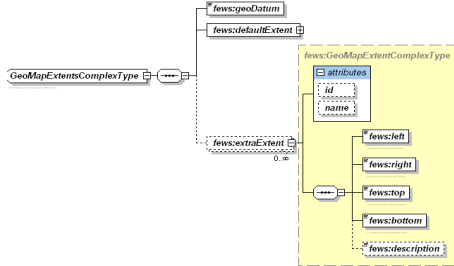 fews:geoDatum
fews:defaultExtent
GeoMapExtentsComplexType
fews:GeoMapExtentComplexType
attributes
id
name
fews:extraExtent
0..∞
fews:left
fews:right
fews:top
fews:bottom
fews:description